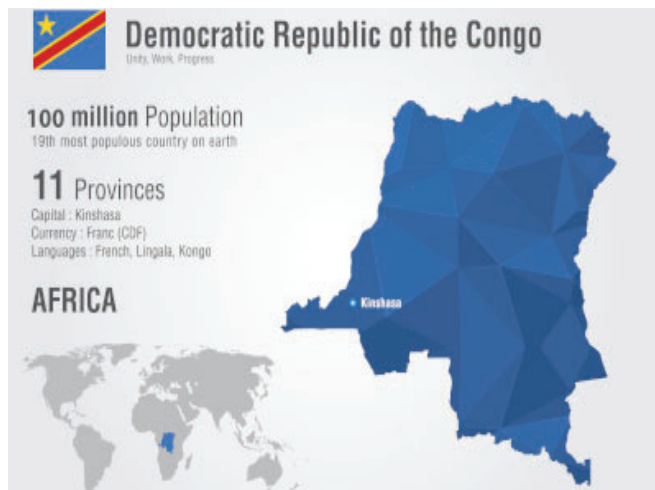 Democratic Republic of the Congo
Unity, Work, Progress
100 million Population
19th most populous country on earth
11 Provinces
Capital : Kinshasa
Currency : Franc (CDF)
Languages : French, Lingala, Kongo
AFRICA
Kinshasa